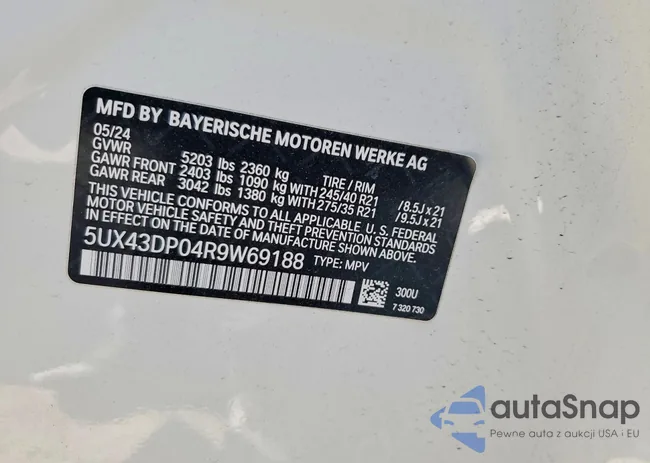 MFD BY BAYERISCHE MOTOREN WERKE AG
05/24
GVWR 5203 lbs 2360 kg TIRE / RIM
GAWR FRONT 2403 lbs 1090 kg WITH 245/40 R21 /8.5J x 21
GAWR REAR 3042 lbs 1380 kg WITH 275/35 R21 /9.5J x 21
THIS VEHICLE CONFORMS TO ALL APPLICABLE U. S. FEDERAL
MOTOR VEHICLE SAFETY AND THEFT PREVENTION STANDARDS
IN EFFECT ON THE DATE OF MANUFACTURE SHOWN ABOVE.
5UX43DP04R9W69188 TYPE: MPV
300U
7 320 730
autoSnap
Pewne auta z aukcji USA i EU